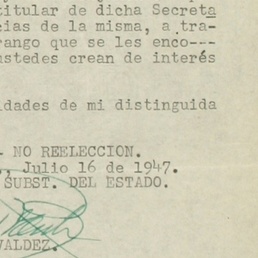 titular de dicha Secreta
cias de la misma, a tra-
rango que se les enco---
ustedes crean de interés
idades de mi distinguida
- NO REELECCION.
., Julio 16 de 1947.
SUBST. DEL ESTADO.
VALDEZ.